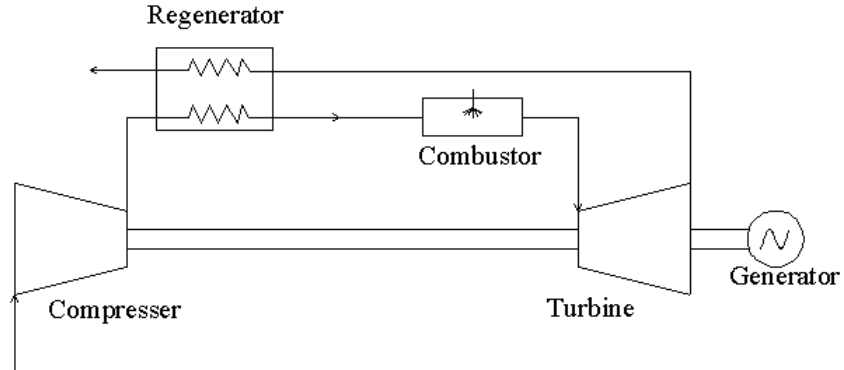 Regenerator
Combustor
Compresser
Turbine
Generator